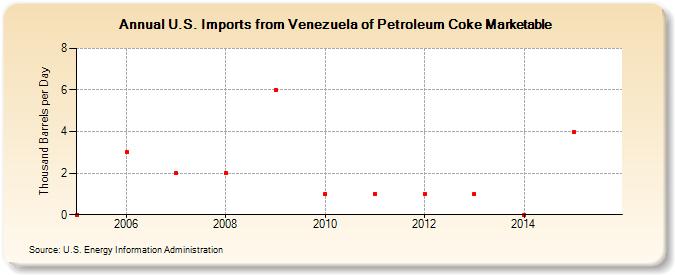 Annual U.S. Imports from Venezuela of Petroleum Coke Marketable
Thousand Barrels per Day
8
6
4
2
0
2006 2008 2010 2012 2014
Source: U.S. Energy Information Administration